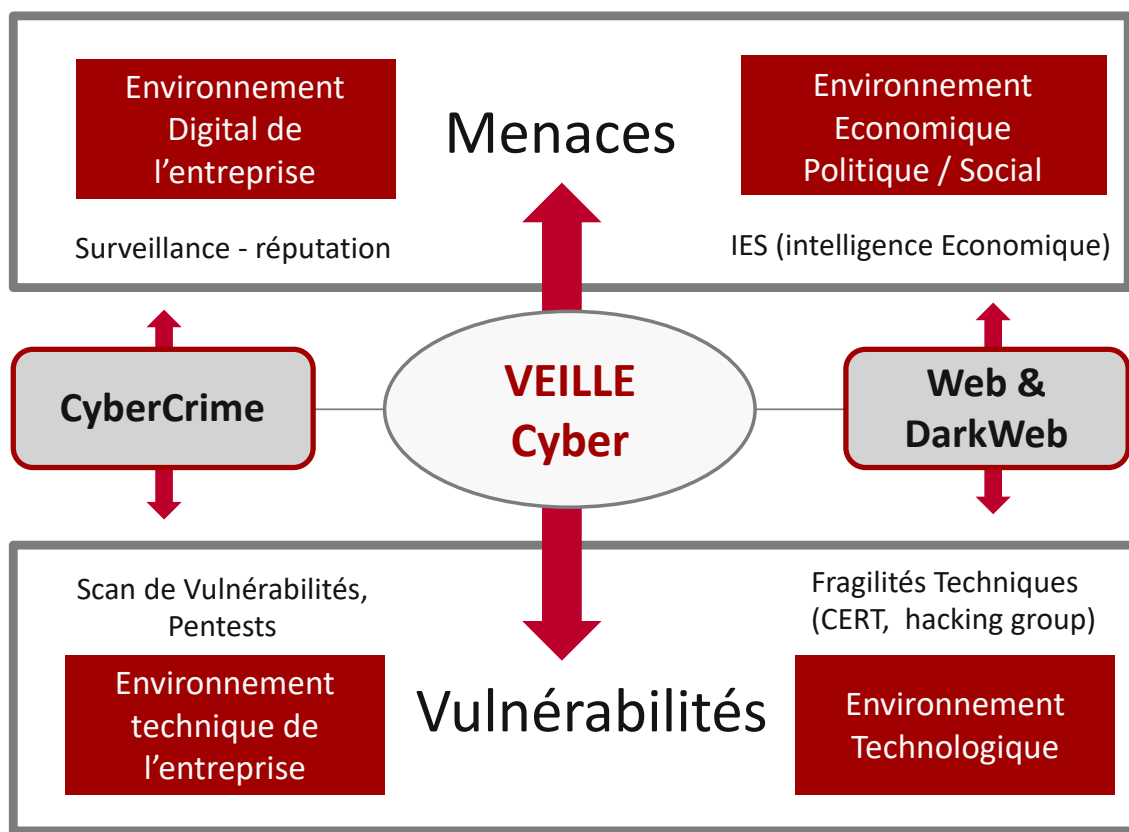 Environnement
Digital de
l’entreprise
Menaces
Environnement
Economique
Politique / Social
Surveillance - réputation
IES (intelligence Economique)
CyberCrime
VEILLE
Cyber
Web &
DarkWeb
Scan de Vulnérabilités,
Pentests
Fragilités Techniques
(CERT,  hacking group)
Environnement
technique de
l’entreprise
Vulnérabilités
Environnement
Technologique